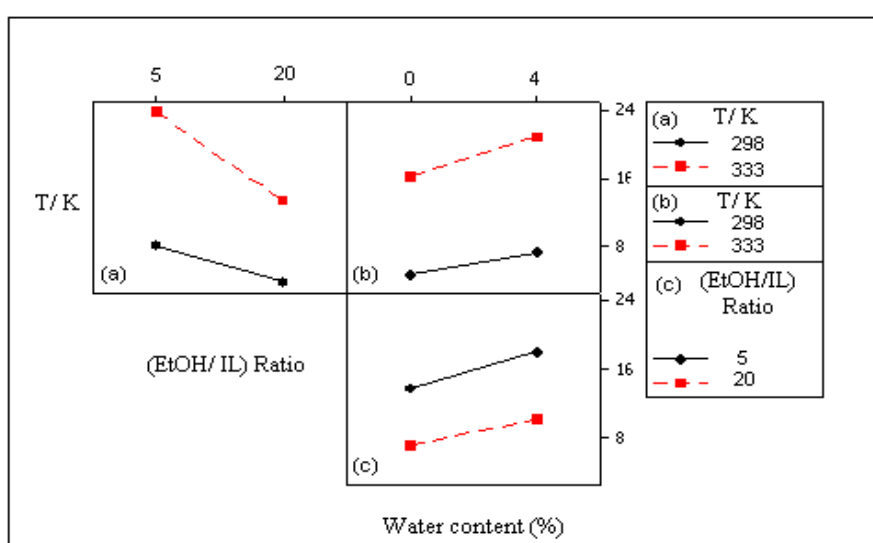 5 20 0 4
24
16
8
T/ K
(a)
(b)
24
16
8
(EtOH/ IL) Ratio
(c)
Water content (%)
(a) T/ K
298
333
(b) T/ K
298
333
(c) (EtOH/IL)
Ratio
5
20